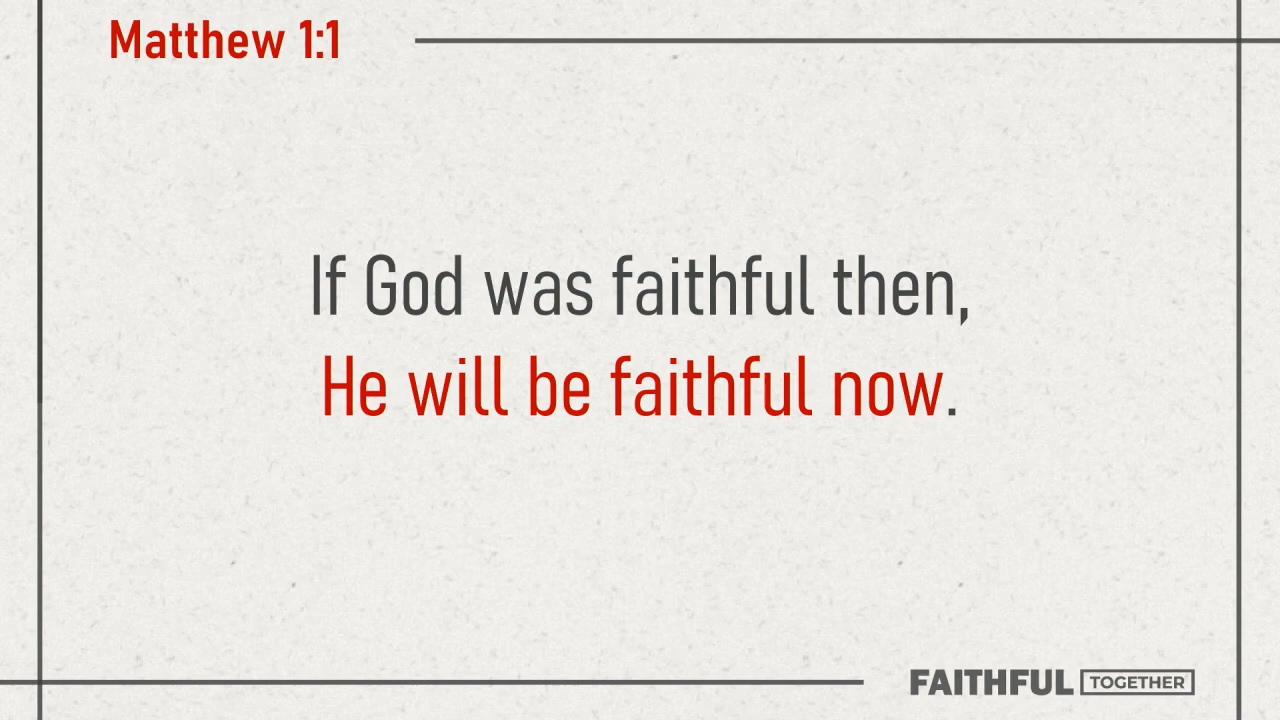 Matthew 1:1
If God was faithful then,
He will be faithful now.
FAITHFUL TOGETHER